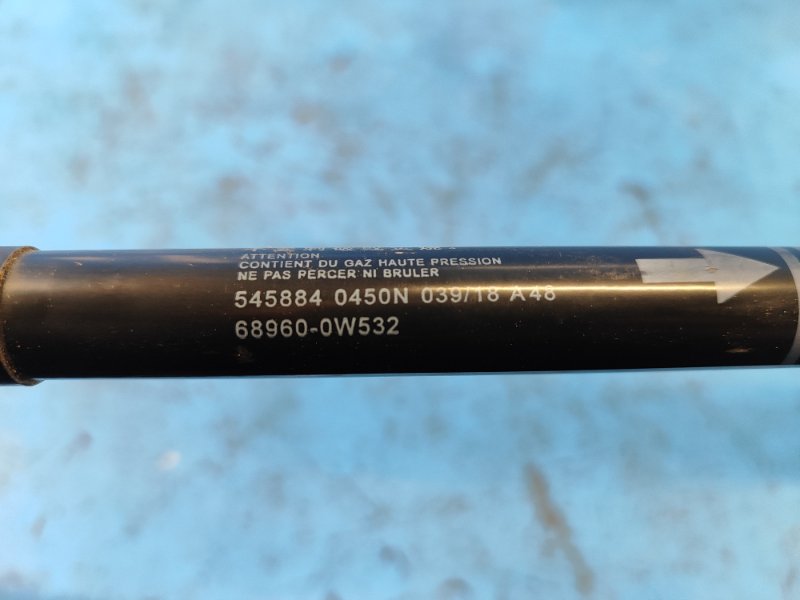 ATTENTION
CONTIENT DU GAZ HAUTE PRESSION
NE PAS PERCER NI BRULER
545884 0450N 039/18 A48
68960-0W532